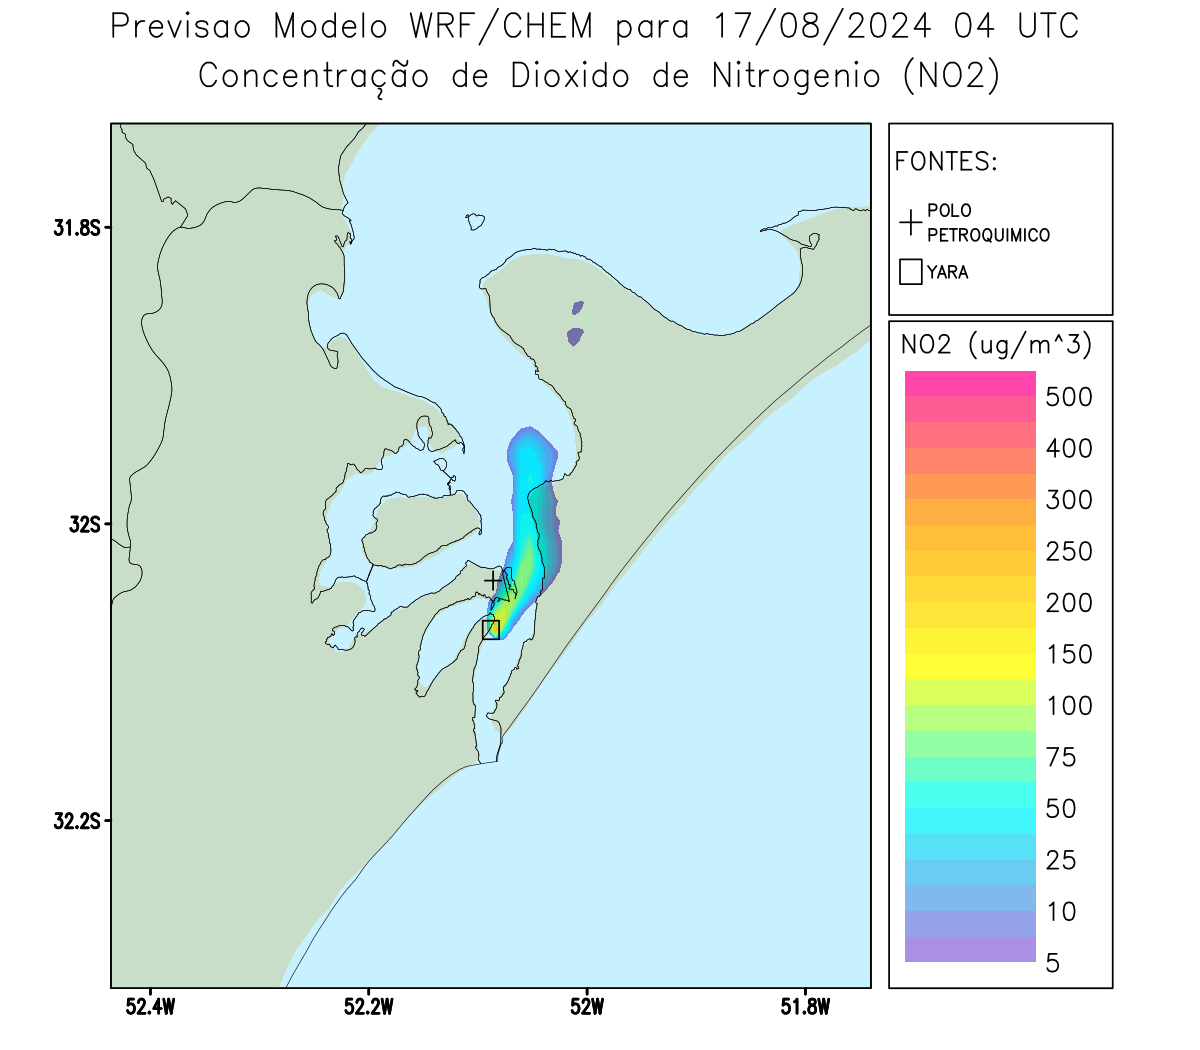 Previsao Modelo WRF/CHEM para 17/08/2024 04 UTC
Concentração de Dioxido de Nitrogenio (NO2)
FONTES:
POLO
PETROQUIMICO
YARA
NO2 (ug/m^3)
500
400
300
250
200
150
100
75
50
25
10
5
31.8S
32S
32.2S
52.4W
52.2W
52W
51.8W